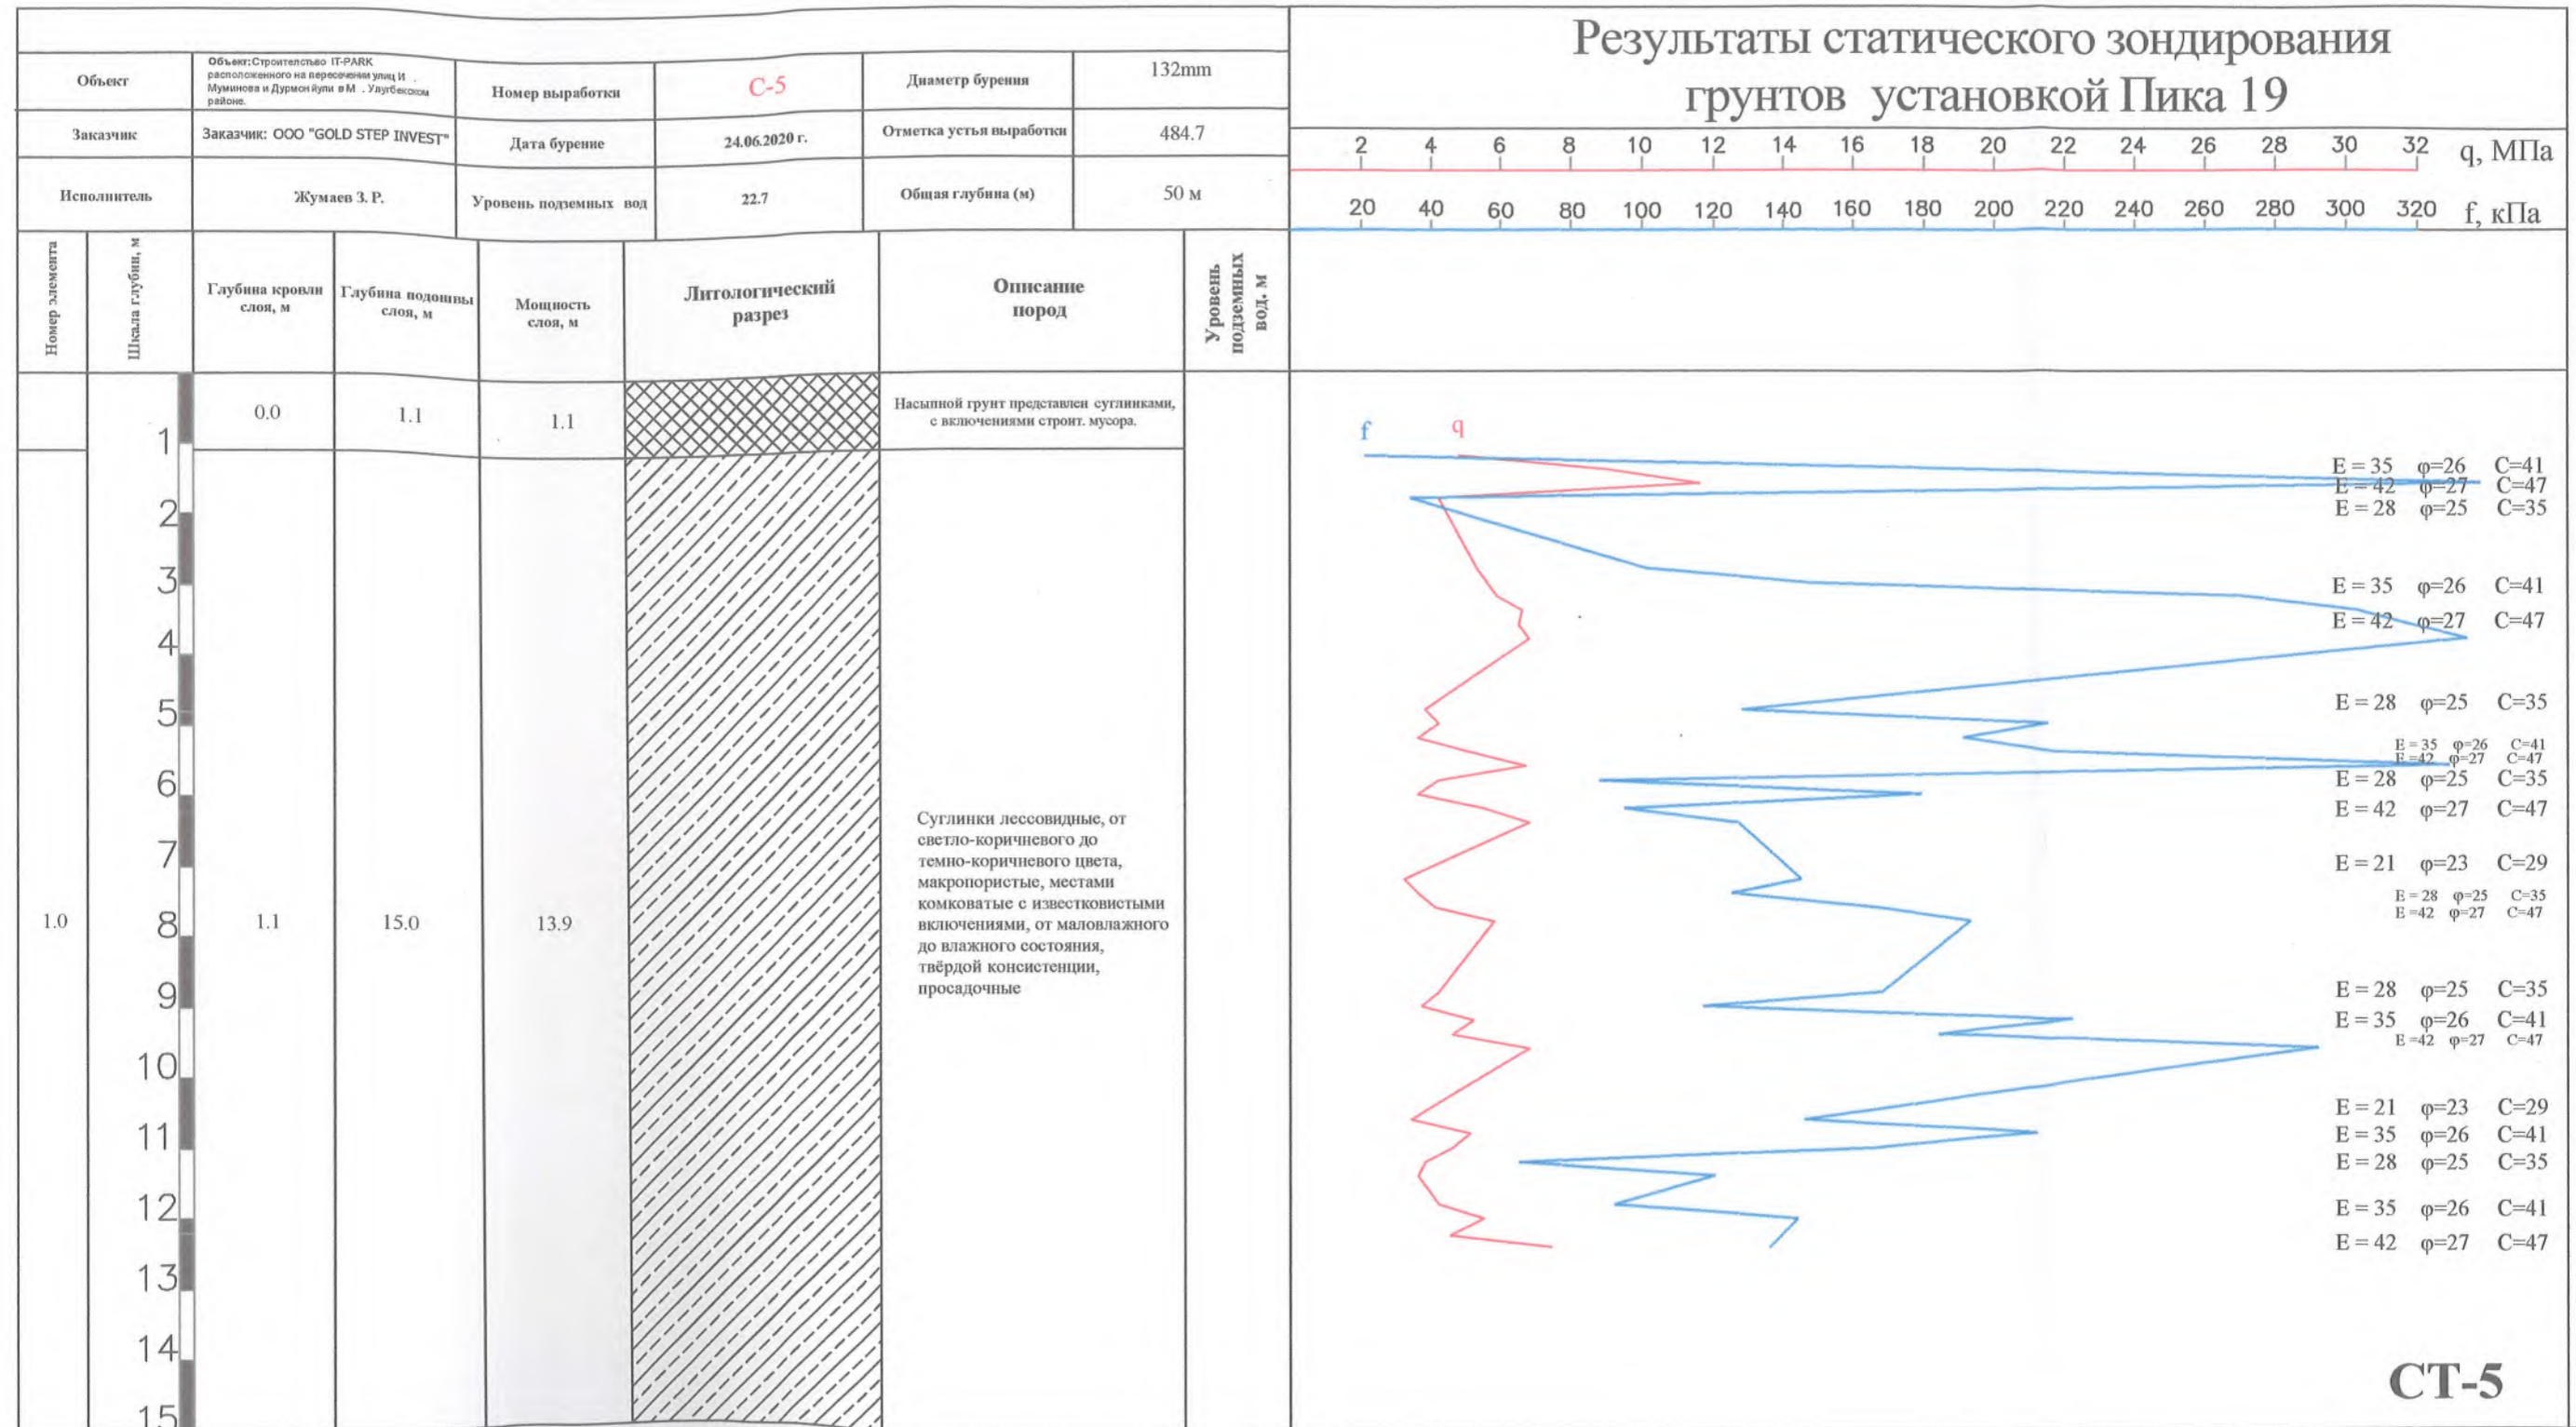 Результаты статического зондирования
грунтов установкой Пика 19
Объект
Объект:Строителство IT-PARK
расположенного на пересечении улиц И .
Муминова и Дурмон йули в М . Улугбекском
районе.
Номер выработки
С-5
Диаметр бурения
132mm
Заказчик
Заказчик: ООО "GOLD STEP INVEST"
Дата бурение
24.06.2020 г.
Отметка устья выработки
484.7
Исполнитель
Жумаев З. Р.
Уровень подземных вод
22.7
Общая глубина (м)
50 м
2 4 6 8 10 12 14 16 18 20 22 24 26 28 30 32 q, МПа
20 40 60 80 100 120 140 160 180 200 220 240 260 280 300 320 f, кПа
Номер элемента
Шкала глубин, м
Глубина кровли
слоя, м
Глубина подошвы
слоя, м
Мощность
слоя, м
Литологический
разрез
Описание
пород
Уровень
подземных
вод. м
0.0
1.1
1.1
Насыпной грунт представлен суглинками,
с включениями строит. мусора.
1
2
3
4
5
6
7
8
9
10
11
12
13
14
15
1.0
1.1
15.0
13.9
Суглинки лессовидные, от
светло-коричневого до
темно-коричневого цвета,
макропористые, местами
комковатые с известковистыми
включениями, от маловлажного
до влажного состояния,
твёрдой консистенции,
просадочные
f
q
E = 35 φ=26 C=41
E = 42 φ=27 C=47
E = 28 φ=25 C=35
E = 35 φ=26 C=41
E = 42 φ=27 C=47
E = 28 φ=25 C=35
E = 35 φ=26 C=41
E =42 φ=27 C=47
E = 28 φ=25 C=35
E = 42 φ=27 C=47
E = 21 φ=23 C=29
E = 28 φ=25 C=35
E =42 φ=27 C=47
E = 28 φ=25 C=35
E = 35 φ=26 C=41
E =42 φ=27 C=47
E = 21 φ=23 C=29
E = 35 φ=26 C=41
E = 28 φ=25 C=35
E = 35 φ=26 C=41
E = 42 φ=27 C=47
СТ-5